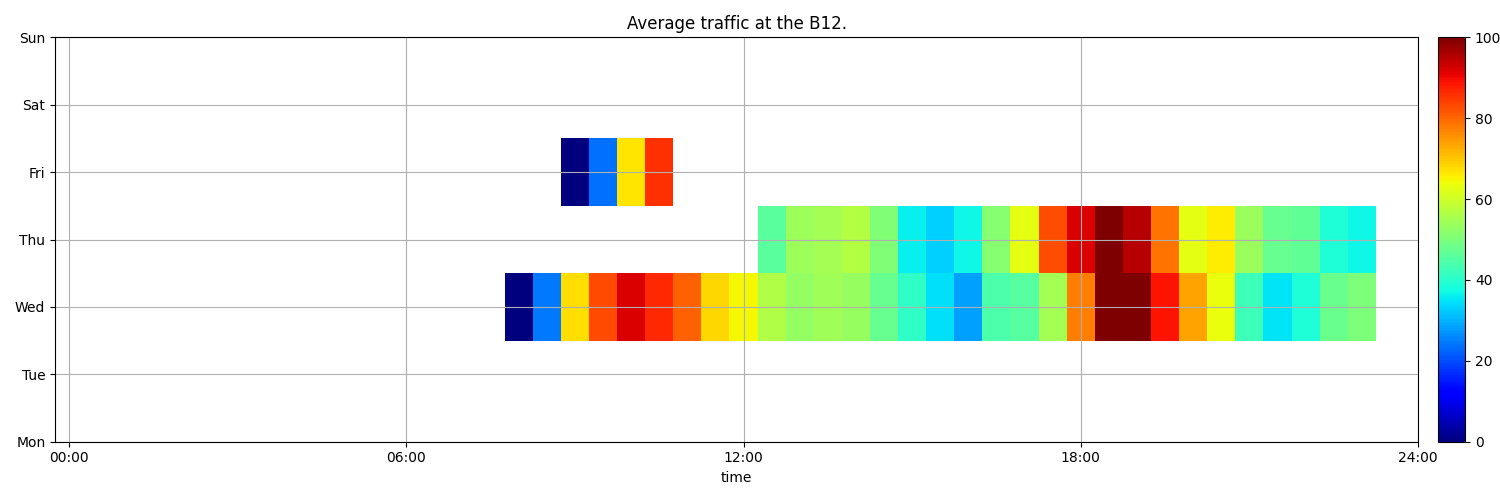 Average traffic at the B12.
Sun
Sat
Fri
Thu
Wed
Tue
Mon
00:00 06:00 12:00 18:00 24:00
time
100
80
60
40
20
0